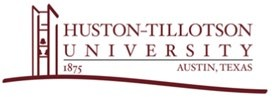 HUSTON-TILLOTSON
UNIVERSITY
1875 AUSTIN, TEXAS